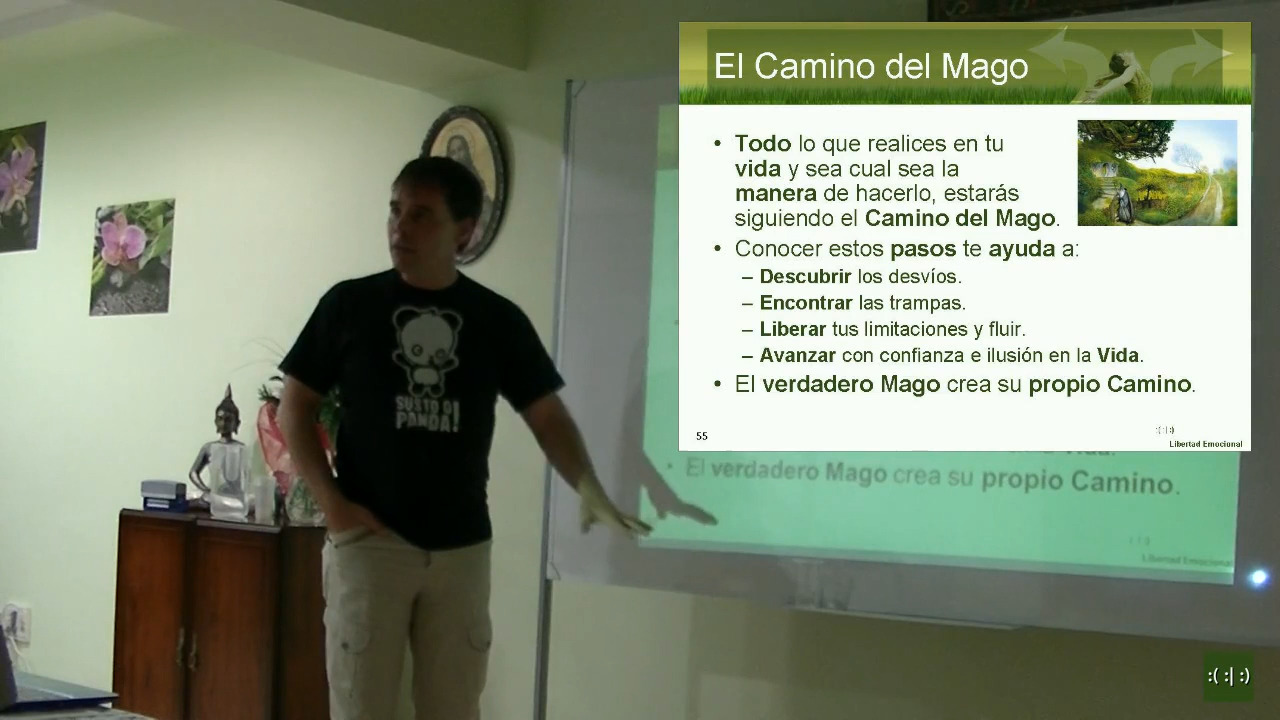 El Camino del Mago
• Todo lo que realices en tu
vida y sea cual sea la
manera de hacerlo, estarás
siguiendo el Camino del Mago.
• Conocer estos pasos te ayuda a:
– Descubrir los desvíos.
– Encontrar las trampas.
– Liberar tus limitaciones y fluir.
– Avanzar con confianza e ilusión en la Vida.
• El verdadero Mago crea su propio Camino.
55
:(:|:)
Libertad Emocional
SUSTO O
PANDA!
Vida.
• El verdadero Mago crea su propio Camino.
Libertad Emocional
:( :| :)